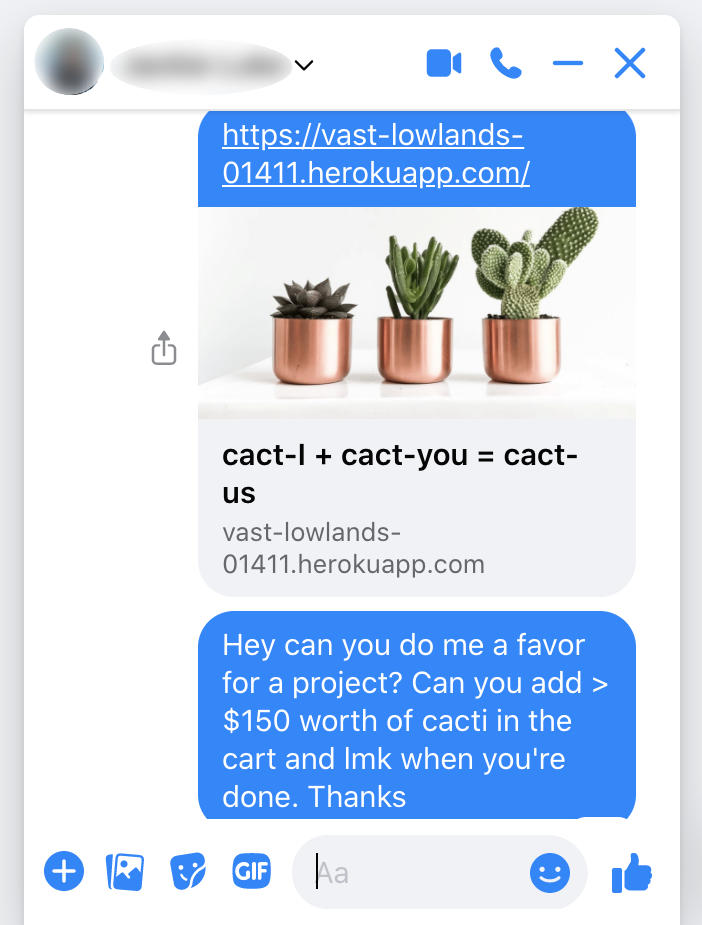 https://vast-lowlands-
01411.herokuapp.com/
cact-I + cact-you = cact-
us
vast-lowlands-
01411.herokuapp.com
Hey can you do me a favor
for a project? Can you add >
$150 worth of cacti in the
cart and lmk when you're
done. Thanks
GIF
Aa